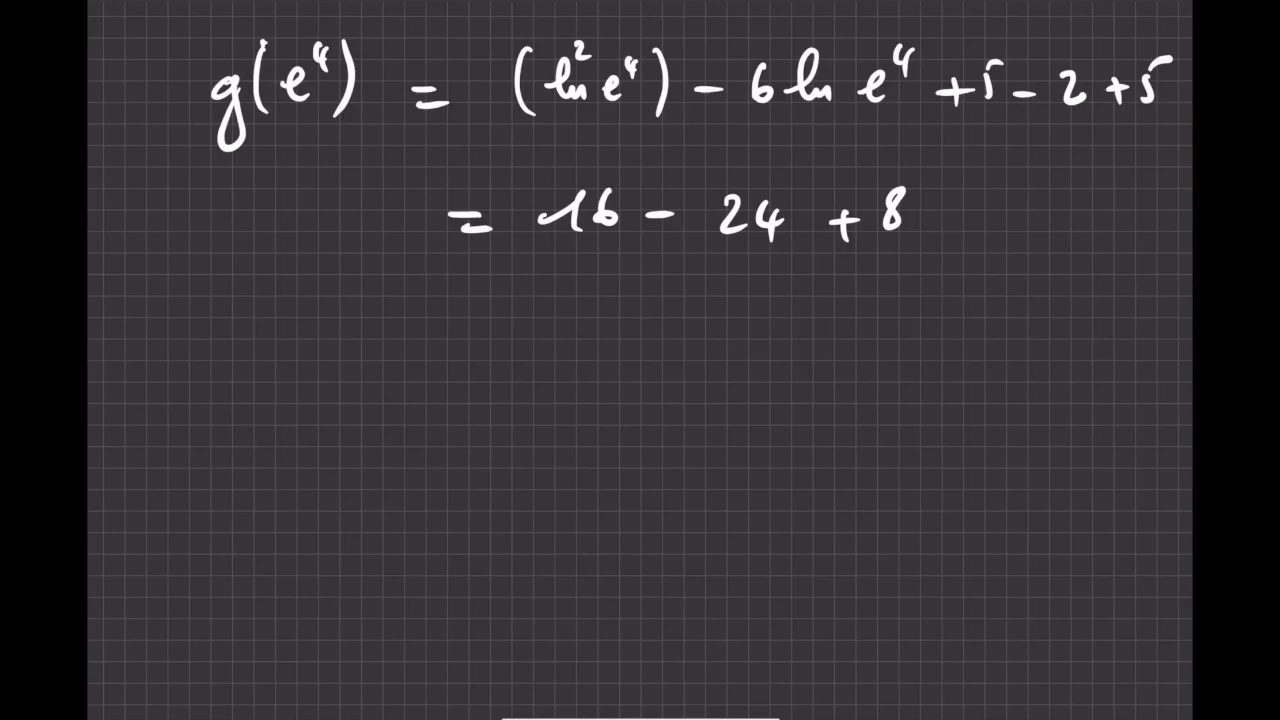 g(e⁴) = (ln²e⁴) - 6 ln e⁴ + 5 - 2 + 5
= 16 - 24 + 8